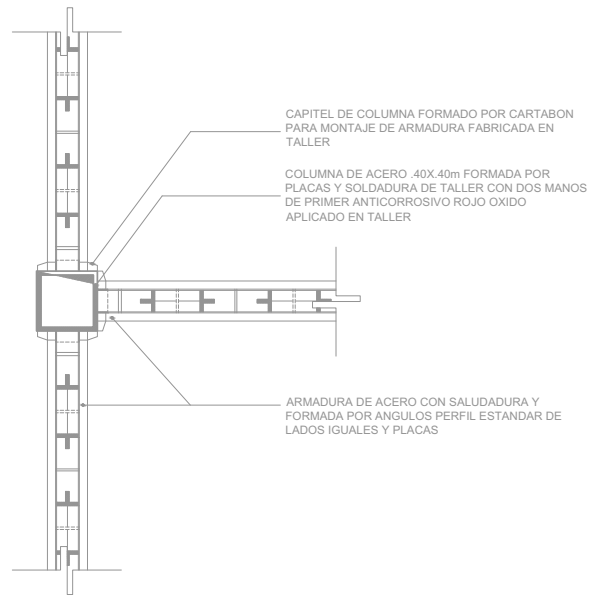 CAPITEL DE COLUMNA FORMADO POR CARTABON
PARA MONTAJE DE ARMADURA FABRICADA EN
TALLER
COLUMNA DE ACERO .40X.40m FORMADA POR
PLACAS Y SOLDADURA DE TALLER CON DOS MANOS
DE PRIMER ANTICORROSIVO ROJO OXIDO
APLICADO EN TALLER
ARMADURA DE ACERO CON SALUDADURA Y
FORMADA POR ANGULOS PERFIL ESTANDAR DE
LADOS IGUALES Y PLACAS